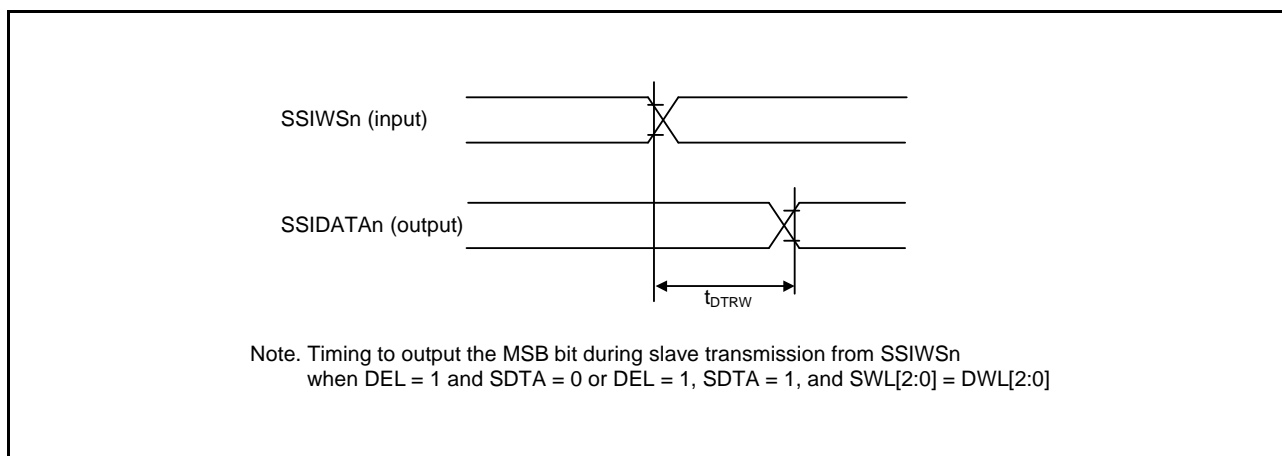 SSIWSn (input)
SSIDATAn (output)
tDTRW
Note. Timing to output the MSB bit during slave transmission from SSIWSn
when DEL = 1 and SDTA = 0 or DEL = 1, SDTA = 1, and SWL[2:0] = DWL[2:0]